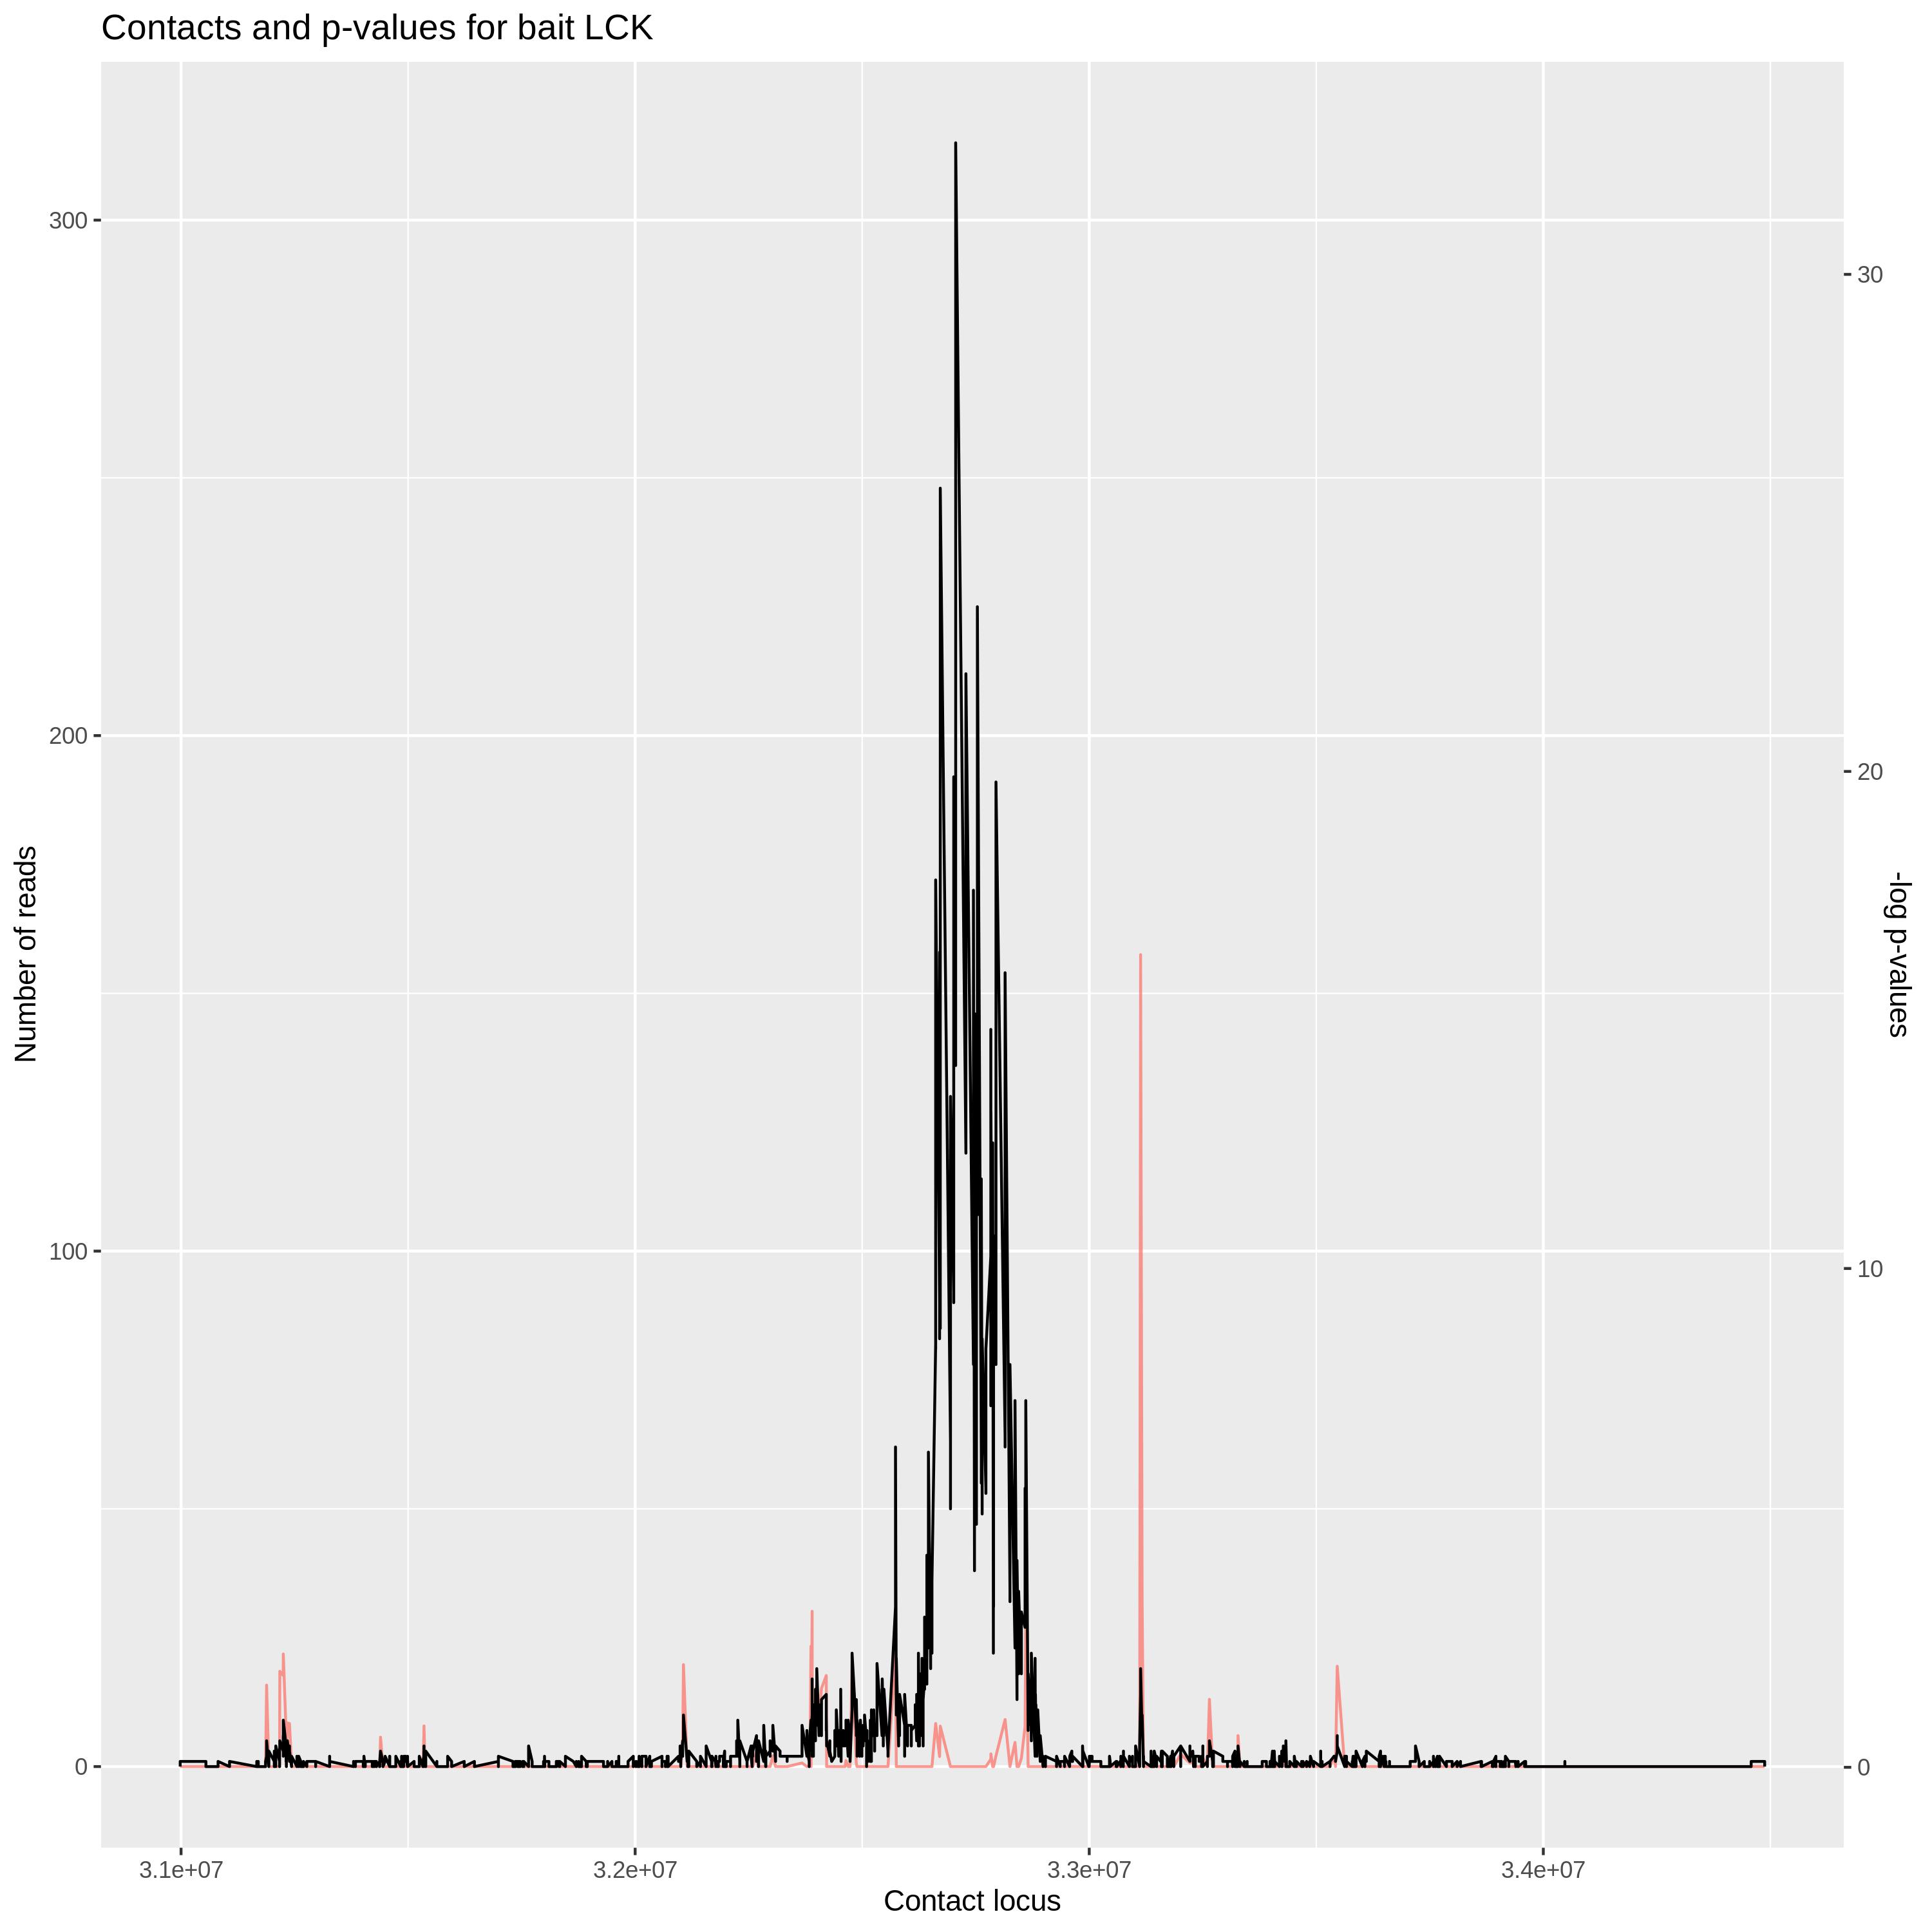 Contacts and p-values for bait LCK
300
200
100
0
30
20
10
0
Number of reads
-log p-values
3.1e+07 3.2e+07 3.3e+07 3.4e+07
Contact locus